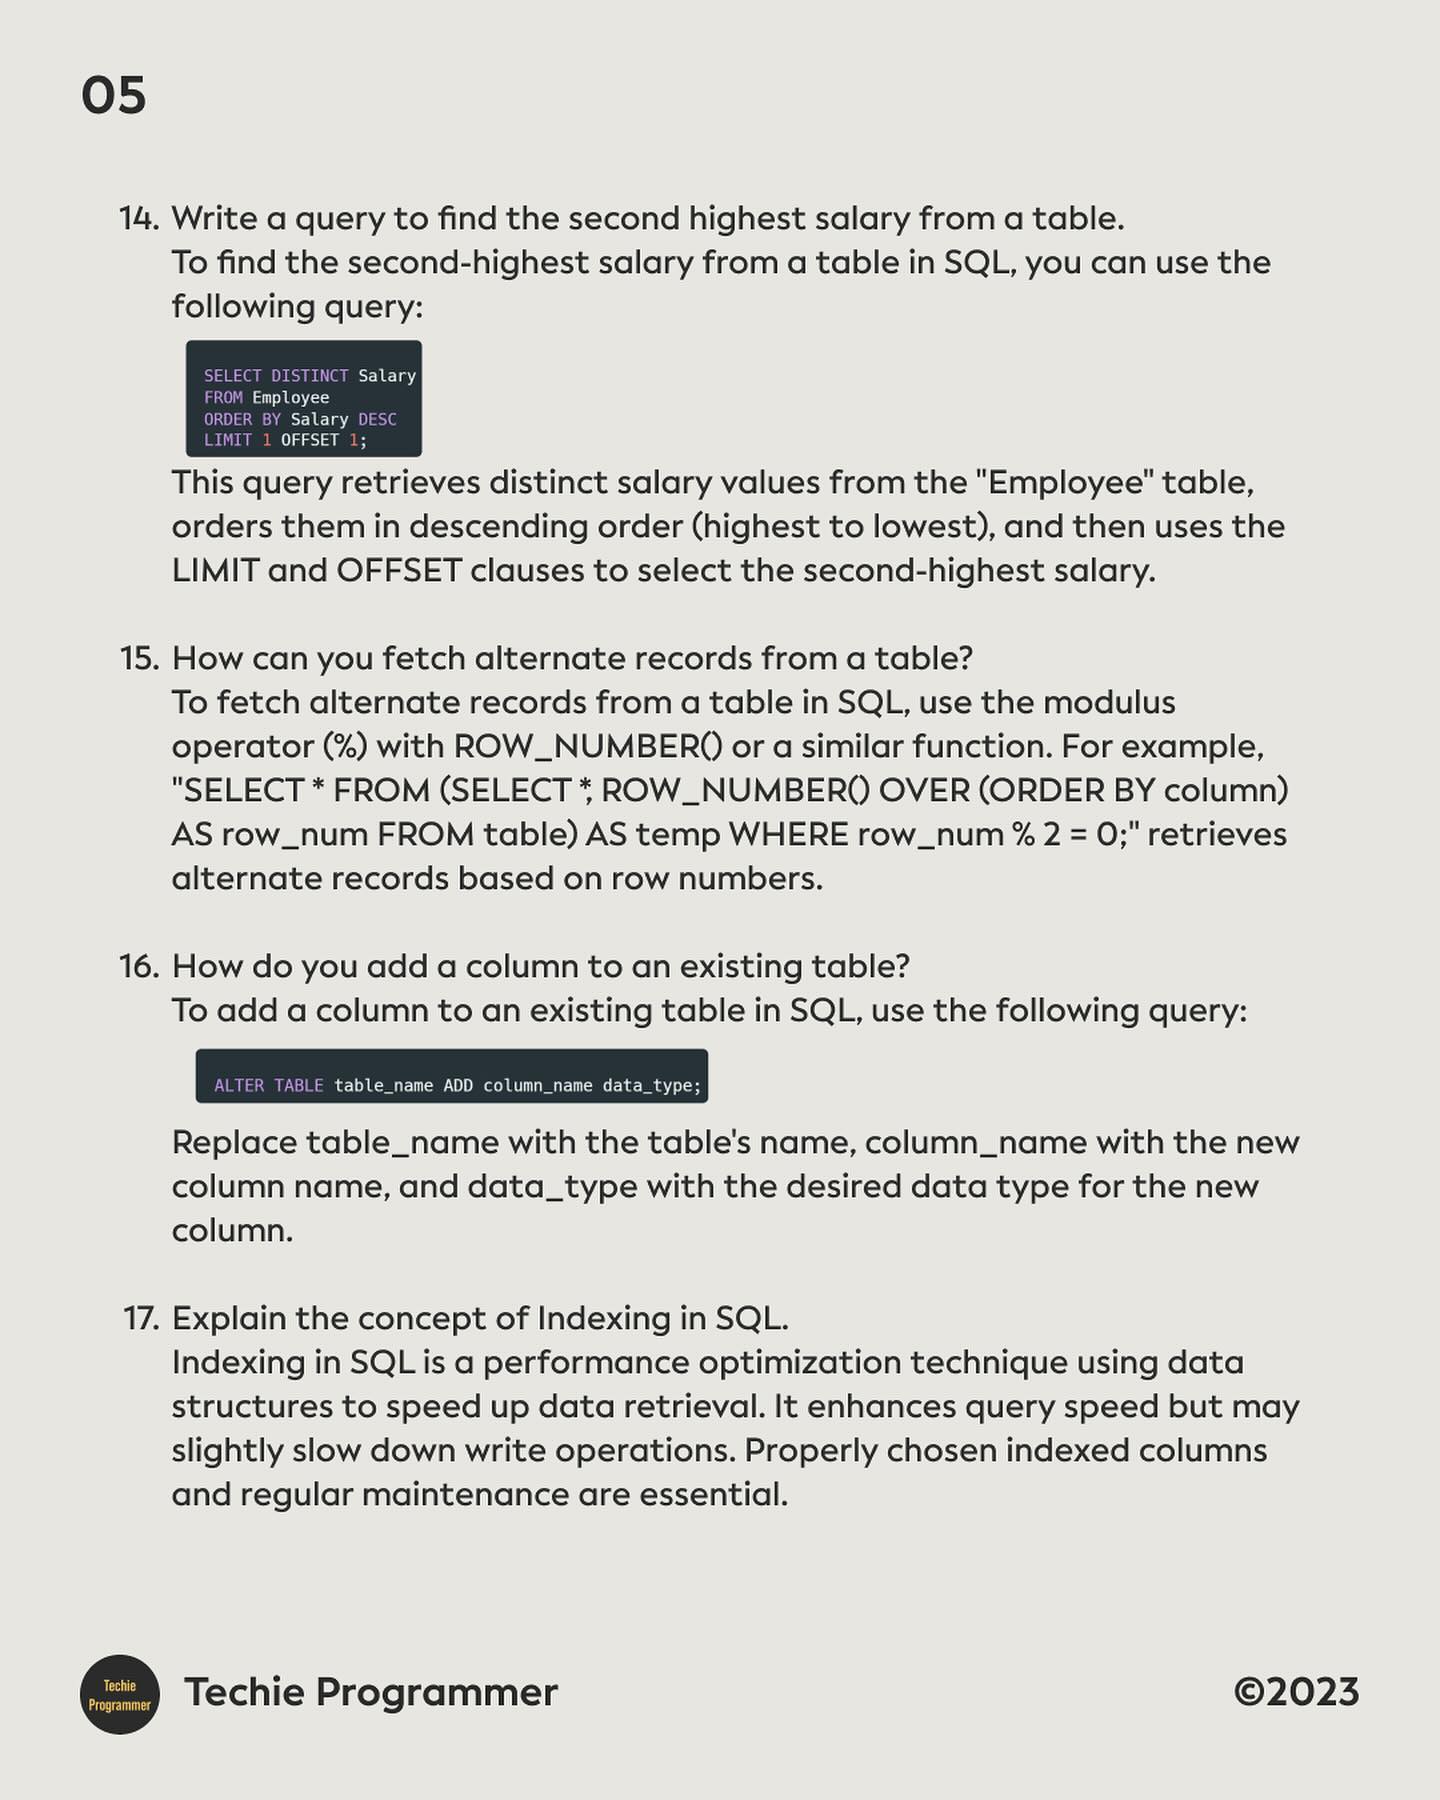 05
14. Write a query to find the second highest salary from a table.
To find the second-highest salary from a table in SQL, you can use the
following query:
SELECT DISTINCT Salary
FROM Employee
ORDER BY Salary DESC
LIMIT 1 OFFSET 1;
This query retrieves distinct salary values from the "Employee" table,
orders them in descending order (highest to lowest), and then uses the
LIMIT and OFFSET clauses to select the second-highest salary.
15. How can you fetch alternate records from a table?
To fetch alternate records from a table in SQL, use the modulus
operator (%) with ROW_NUMBER() or a similar function. For example,
"SELECT * FROM (SELECT *, ROW_NUMBER() OVER (ORDER BY column)
AS row_num FROM table) AS temp WHERE row_num % 2 = 0;" retrieves
alternate records based on row numbers.
16. How do you add a column to an existing table?
To add a column to an existing table in SQL, use the following query:
ALTER TABLE table_name ADD column_name data_type;
Replace table_name with the table's name, column_name with the new
column name, and data_type with the desired data type for the new
column.
17. Explain the concept of Indexing in SQL.
Indexing in SQL is a performance optimization technique using data
structures to speed up data retrieval. It enhances query speed but may
slightly slow down write operations. Properly chosen indexed columns
and regular maintenance are essential.
Techie
Programmer
Techie Programmer
©2023